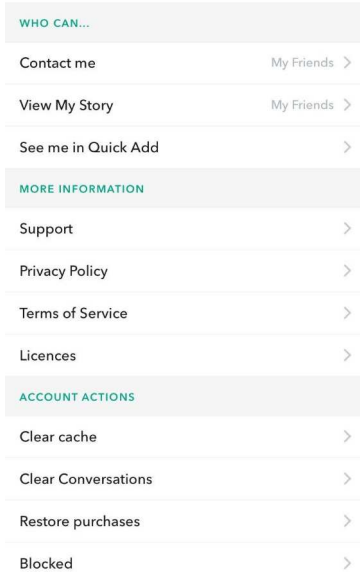 WHO CAN...
Contact me My Friends
View My Story My Friends
See me in Quick Add
MORE INFORMATION
Support
Privacy Policy
Terms of Service
Licences
ACCOUNT ACTIONS
Clear cache
Clear Conversations
Restore purchases
Blocked